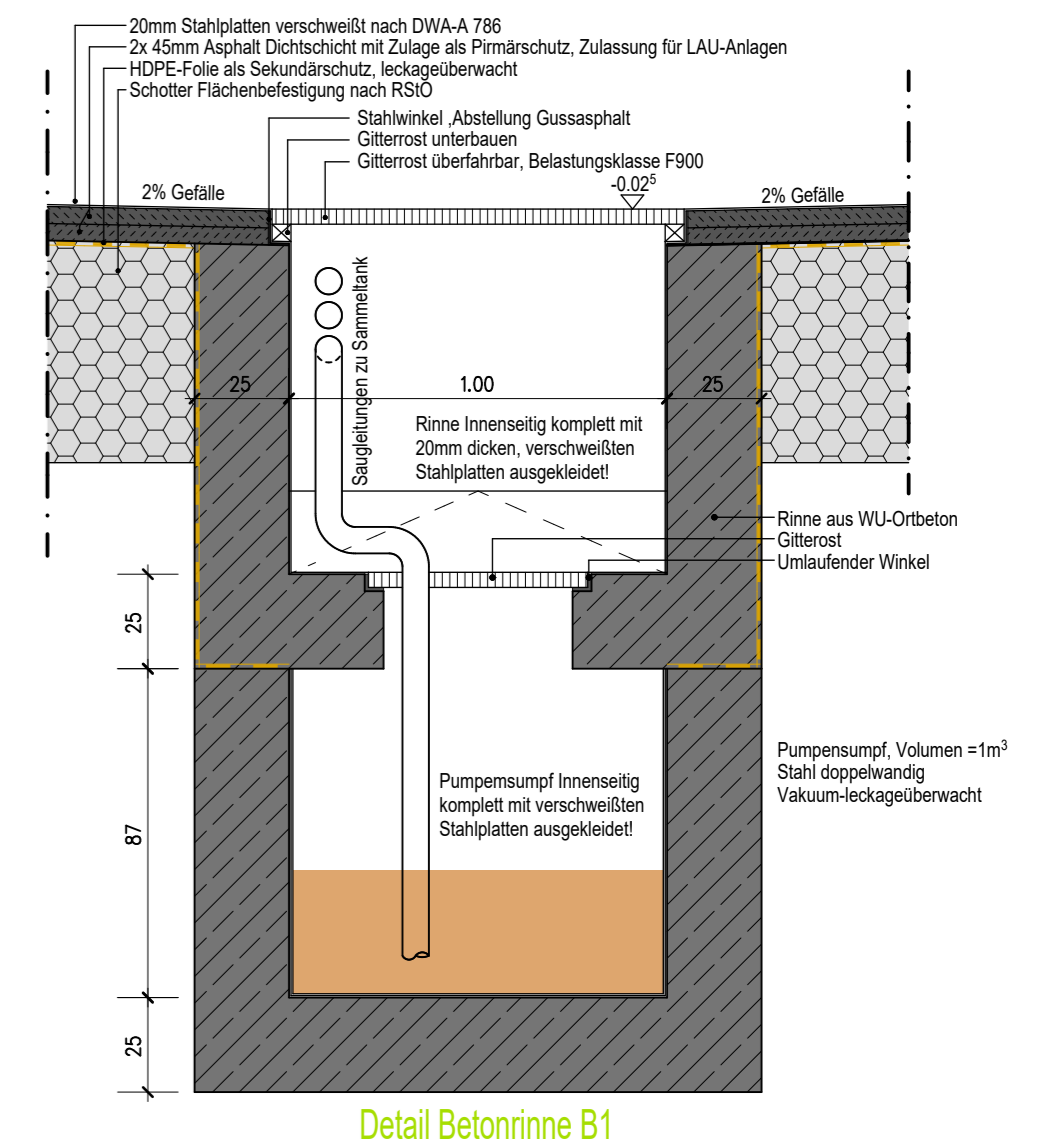 20mm Stahlplatten verschweißt nach DWA-A 786
2x 45mm Asphalt Dichtschicht mit Zulage als Pirmärschutz, Zulassung für LAU-Anlagen
HDPE-Folie als Sekundärschutz, leckageüberwacht
Schotter Flächenbefestigung nach RStO
Stahlwinkel ,Abstellung Gussasphalt
Gitterrost unterbauen
Gitterrost überfahrbar, Belastungsklasse F900
-0.02⁵
2% Gefälle
2% Gefälle
Saugleitungen zu Sammeltank
25
1.00
25
Rinne Innenseitig komplett mit
20mm dicken, verschweißten
Stahlplatten ausgekleidet!
Rinne aus WU-Ortbeton
Gitterost
Umlaufender Winkel
25
87
25
Pumpemsumpf Innenseitig
komplett mit verschweißten
Stahlplatten ausgekleidet!
Pumpensumpf, Volumen =1m³
Stahl doppelwandig
Vakuum-leckageüberwacht
Detail Betonrinne B1